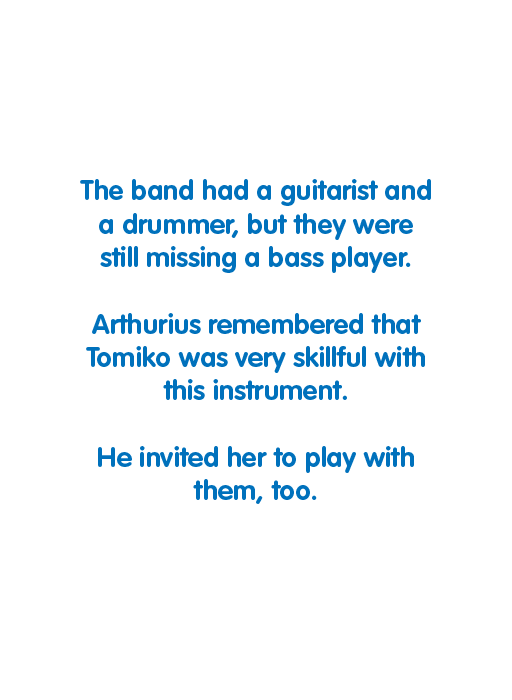 The band had a guitarist and
a drummer, but they were
still missing a bass player.
Arthurius remembered that
Tomiko was very skillful with
this instrument.
He invited her to play with
them, too.